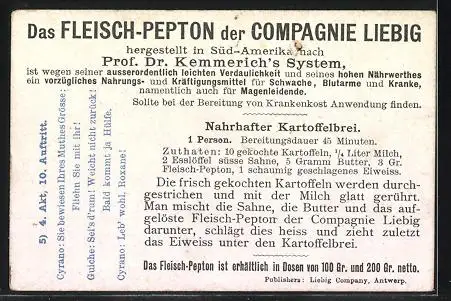 Das FLEISCH-PEPTON der COMPAGNIE LIEBIG
hergestellt in Süd-Amerika nach
Prof. Dr. Kemmerich's System,
ist wegen seiner ausserordentlich leichten Verdaulichkeit und seines hohen Nährwerthes
ein vorzügliches Nahrungs- und Kräftigungsmittel für Schwache, Blutarme und Kranke,
namentlich auch für Magenleidende.
Sollte bei der Bereitung von Krankenkost Anwendung finden.
Nahrhafter Kartoffelbrei.
1 Person. Bereitungsdauer 45 Minuten.
Zuthaten: 10 gekochte Kartoffeln, ¼ Liter Milch,
2 Esslöffel süsse Sahne, 5 Gramm Butter, 3 Gr.
Fleisch-Pepton, 1 schaumig geschlagenes Eiweiss.
Die frisch gekochten Kartoffeln werden durch-
gestrichen und mit der Milch glatt gerührt.
Man mischt die Sahne, die Butter und das auf-
gelöste Fleisch-Pepton der Compagnie Liebig
darunter, schlägt dies heiss und zieht zuletzt
das Eiweiss unter den Kartoffelbrei.
Das Fleisch-Pepton ist erhältlich in Dosen von 100 Gr. und 200 Gr. netto.
Publishers: Liebig Company, Antwerp.
5) 4. Akt. 10. Auftritt.
Cyrano: Sie bewiesen Ihres Muthes Grösse;
Fliehn Sie mit ihr!
Guiche: Sei's d'rum! Weicht nicht zurück!
Bald kommt ja Hülfe.
Cyrano: Leb' wohl, Roxane!